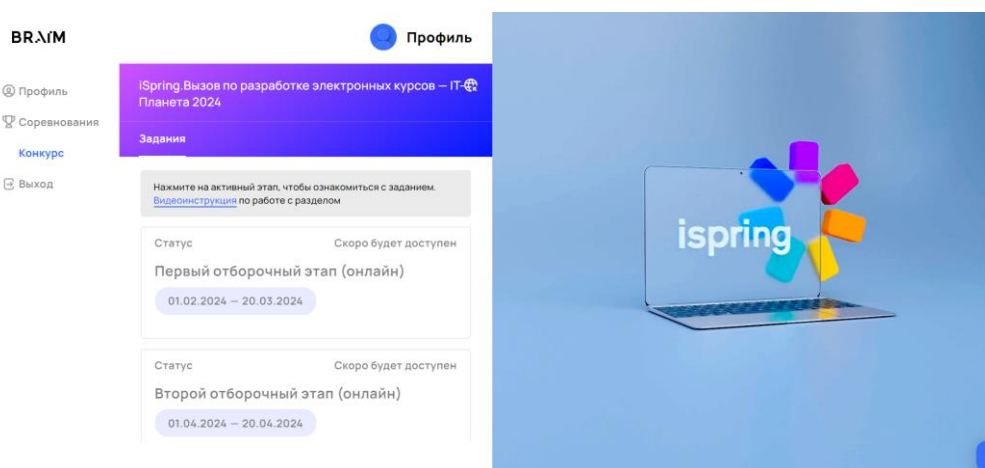 BRAIM
Профиль
Профиль
Соревнования
Конкурс
Выход
iSpring.Вызов по разработке электронных курсов — IT-
Планета 2024
Задания
Нажмите на активный этап, чтобы ознакомиться с заданием.
Видеоинструкция по работе с разделом
Статус
Скоро будет доступен
Первый отборочный этап (онлайн)
01.02.2024 — 20.03.2024
Статус
Скоро будет доступен
Второй отборочный этап (онлайн)
01.04.2024 — 20.04.2024
ispring